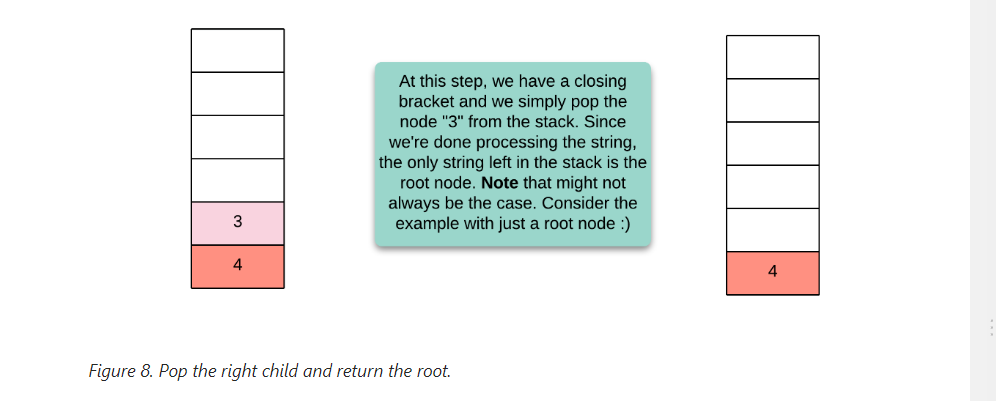 At this step, we have a closing
bracket and we simply pop the
node "3" from the stack. Since
we're done processing the string,
the only string left in the stack is the
root node. Note that might not
always be the case. Consider the
example with just a root node :)
3
4
4
Figure 8. Pop the right child and return the root.